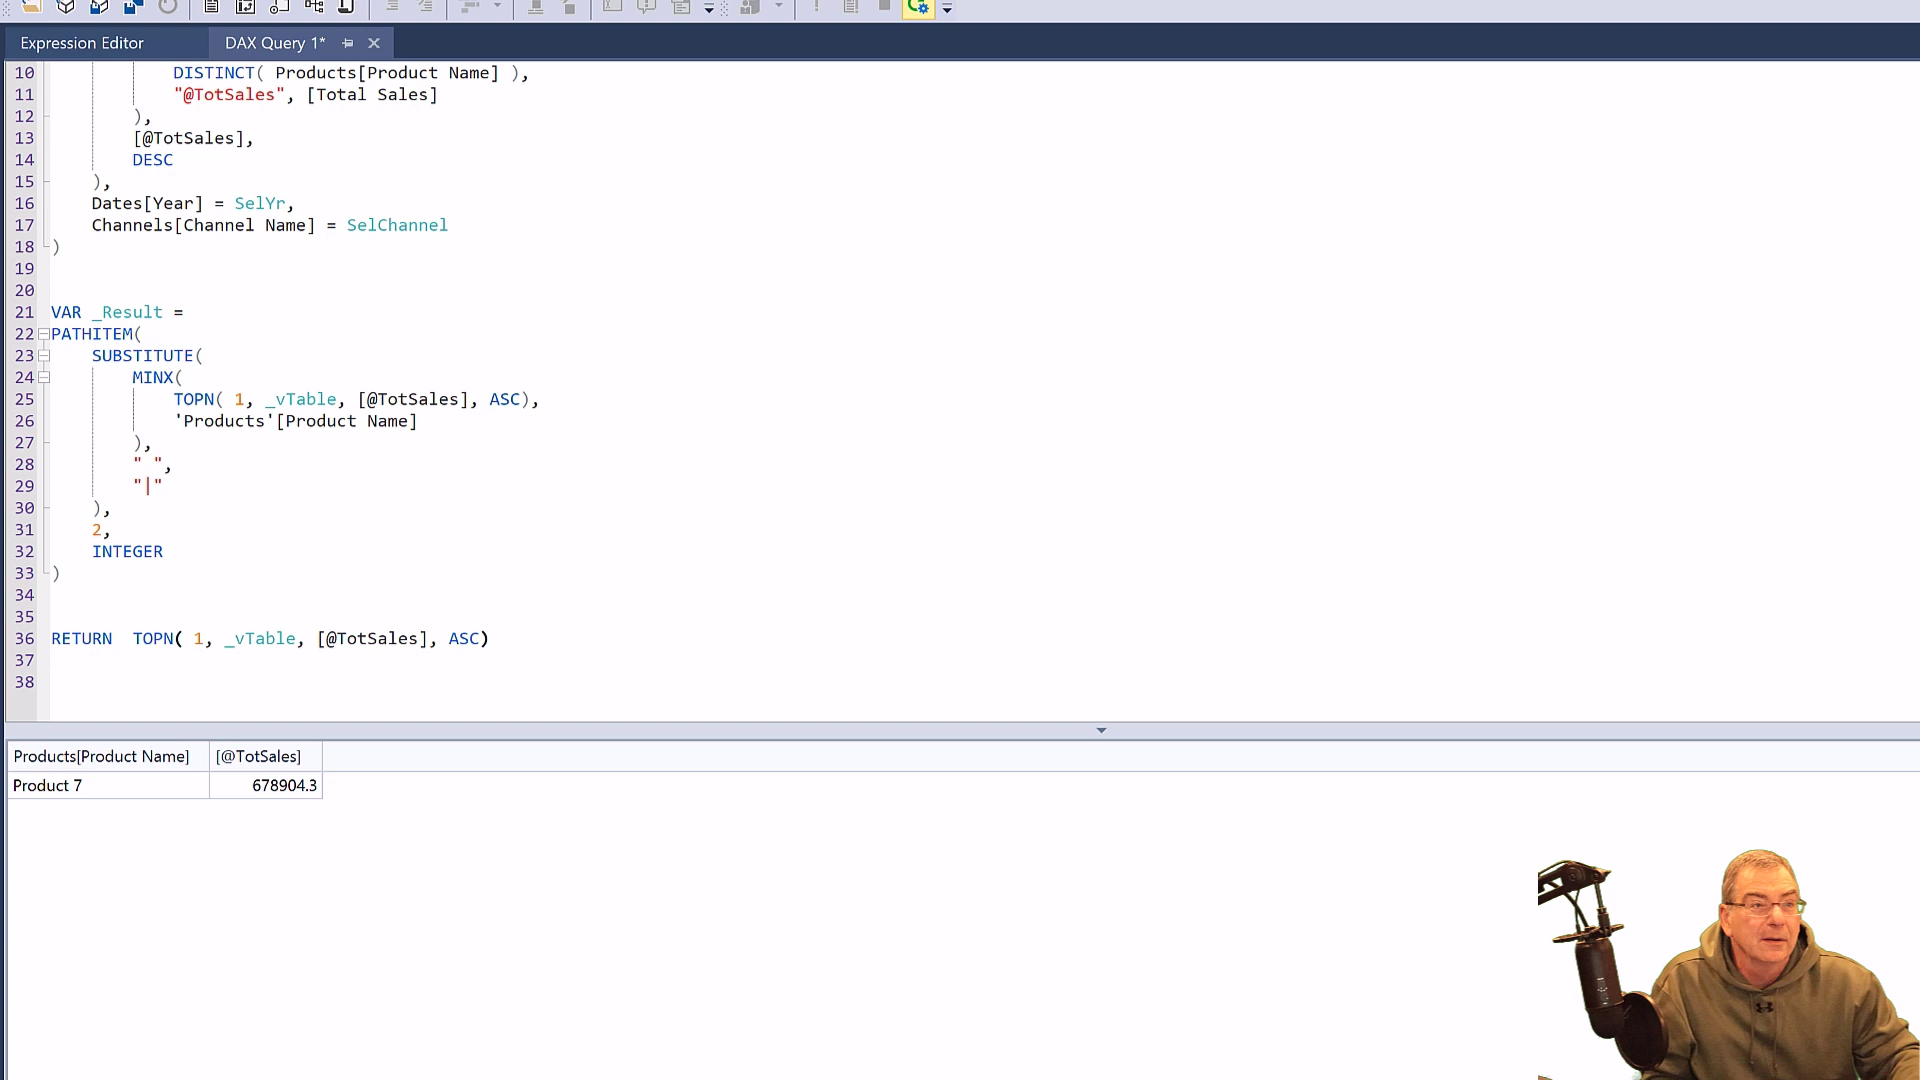 Expression Editor
DAX Query 1*
10 DISTINCT( Products[Product Name] ),
11 "@TotSales", [Total Sales]
12 ),
13 [@TotSales],
14 DESC
15 ),
16 Dates[Year] = SelYr,
17 Channels[Channel Name] = SelChannel
18 )
19
20
21 VAR _Result =
22 PATHITEM(
23 SUBSTITUTE(
24 MINX(
25 TOPN( 1, _vTable, [@TotSales], ASC),
26 'Products'[Product Name]
27 ),
28 " ",
29 "|"
30 ),
31 2,
32 INTEGER
33 )
34
35
36 RETURN  TOPN( 1, _vTable, [@TotSales], ASC)
37
38
Products[Product Name] [@TotSales]
Product 7 678904.3